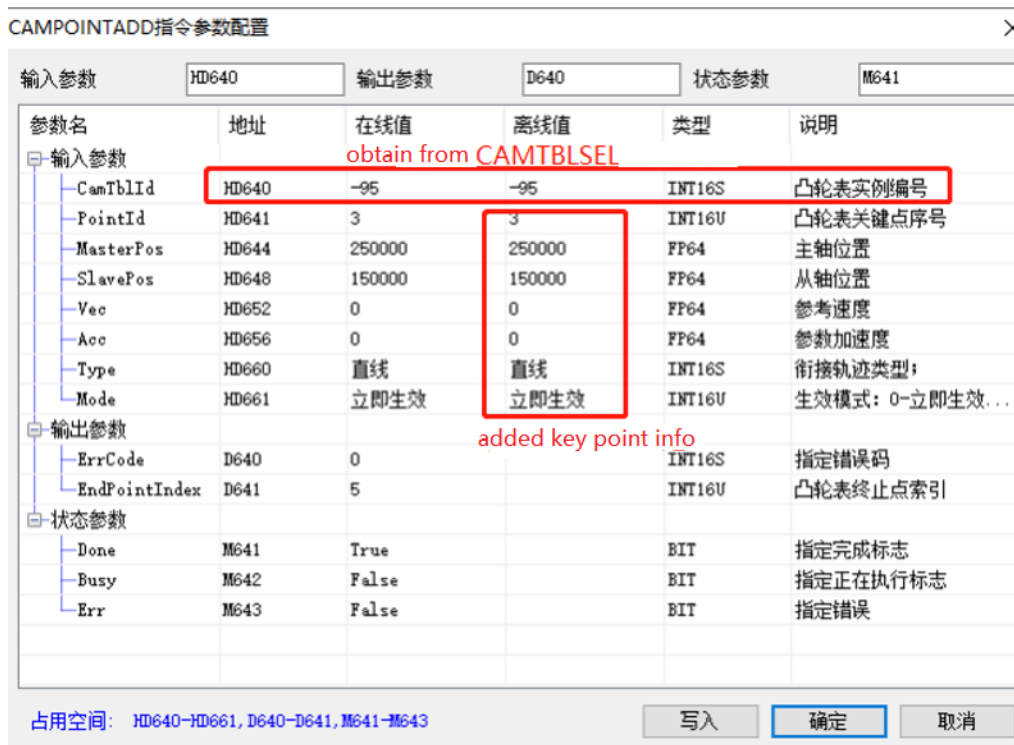 CAMPOINTADD指令参数配置
输入参数 HD640 输出参数 D640 状态参数 M641
参数名 地址 在线值 离线值 类型 说明
输入参数 obtain from CAMTBLSEL
CamTblId HD640 -95 -95 INT16S 凸轮表实例编号
PointId HD641 3 3 INT16U 凸轮表关键点序号
MasterPos HD644 250000 250000 FP64 主轴位置
SlavePos HD648 150000 150000 FP64 从轴位置
Vec HD652 0 0 FP64 参考速度
Acc HD656 0 0 FP64 参数加速度
Type HD660 直线 直线 INT16S 衔接轨迹类型;
Mode HD661 立即生效 立即生效 INT16U 生效模式: 0-立即生效...
输出参数 added key point info
ErrCode D640 0 INT16S 指定错误码
EndPointIndex D641 5 INT16U 凸轮表终止点索引
状态参数
Done M641 True BIT 指定完成标志
Busy M642 False BIT 指定正在执行标志
Err M643 False BIT 指定错误
占用空间: HD640-HD661,D640-D641,M641-M643 写入 确定 取消